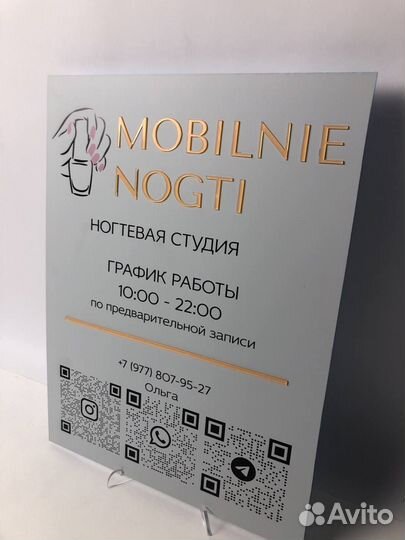 MOBILNIE
NOGTI
НОГТЕВАЯ СТУДИЯ
ГРАФИК РАБОТЫ
10:00 - 22:00
по предварительной записи
+7 (977) 807-95-27
Ольга
Avito